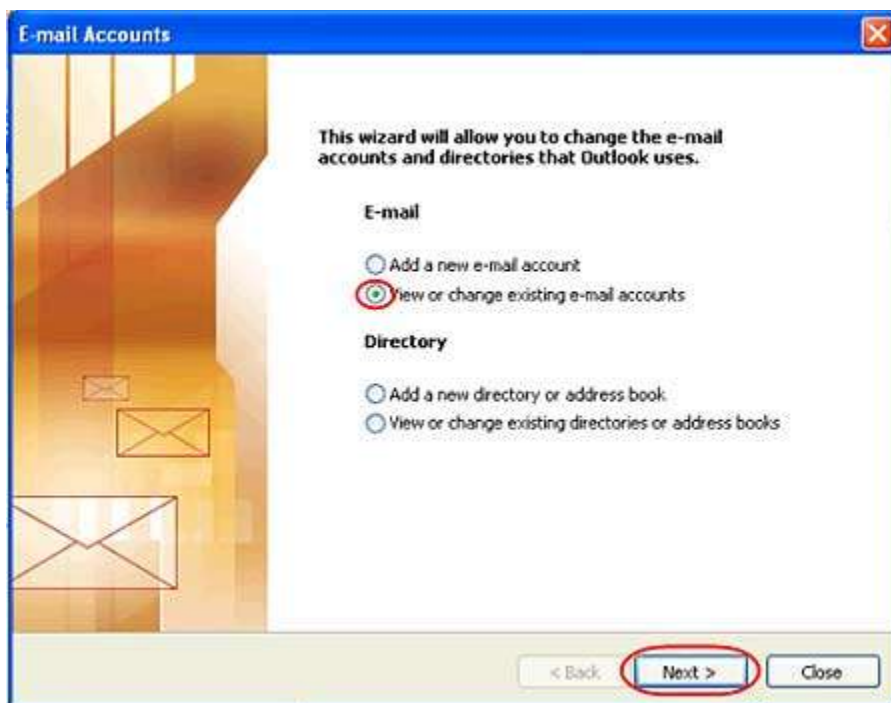 E-mail Accounts
This wizard will allow you to change the e-mail
accounts and directories that Outlook uses.
E-mail
Add a new e-mail account
View or change existing e-mail accounts
Directory
Add a new directory or address book
View or change existing directories or address books
< Back
Next >
Close